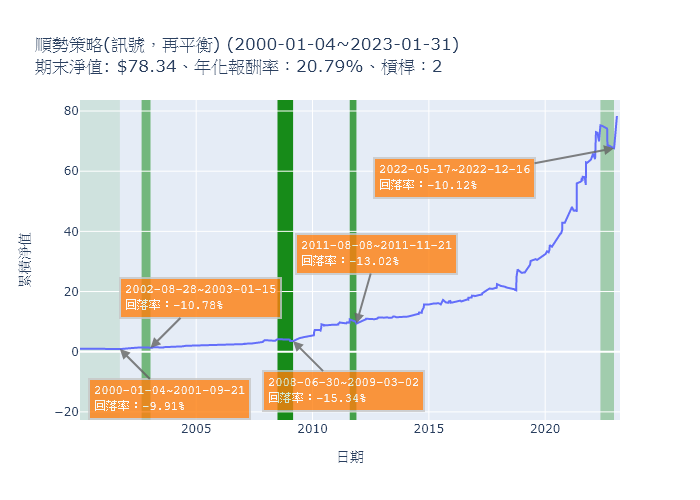 順勢策略(訊號，再平衡) (2000-01-04~2023-01-31)
期末淨值: $78.34、年化報酬率：20.79%、槓桿：2
累積淨值
80
60
40
20
0
−20
2022-05-17~2022-12-16
回落率：-10.12%
2011-08-08~2011-11-21
回落率：-13.02%
2002-08-28~2003-01-15
回落率：-10.78%
2008-06-30~2009-03-02
回落率：-15.34%
2000-01-04~2001-09-21
回落率：-9.91%
2005
2010
2015
2020
日期